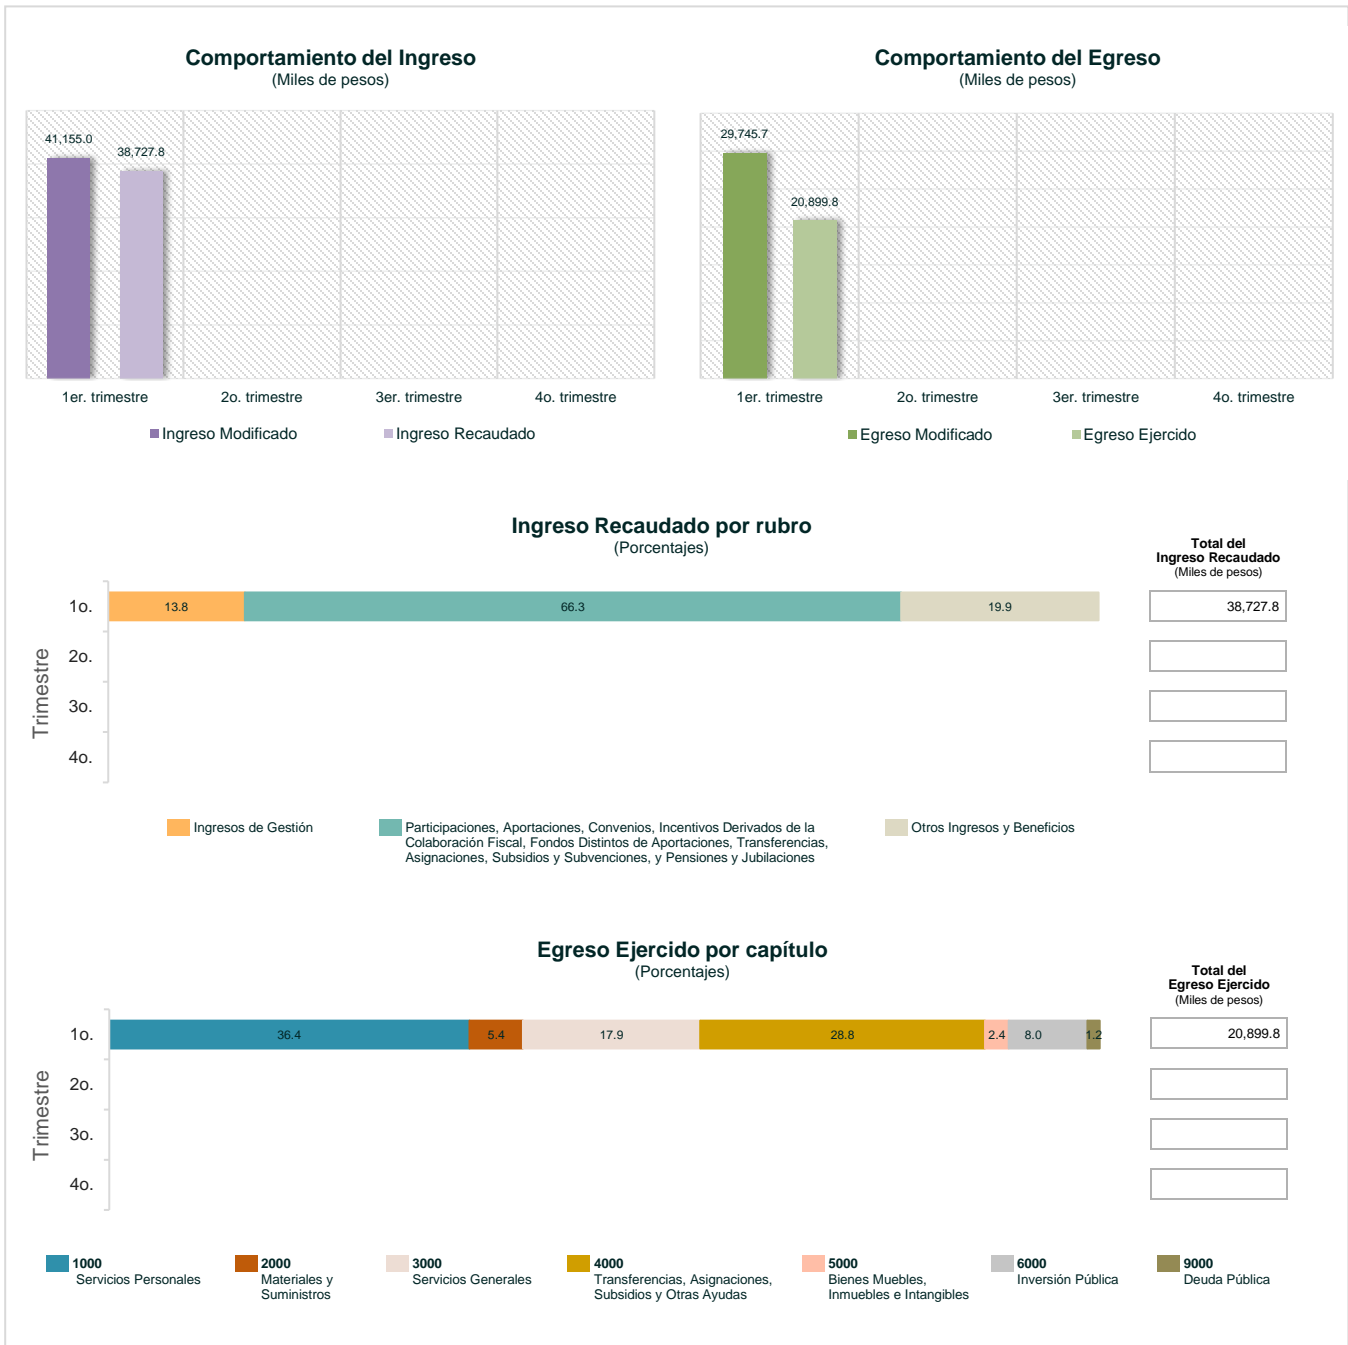 Comportamiento del Ingreso
(Miles de pesos)
41,155.0
38,727.8
1er. trimestre
2o. trimestre
3er. trimestre
4o. trimestre
Ingreso Modificado
Ingreso Recaudado
Comportamiento del Egreso
(Miles de pesos)
29,745.7
20,899.8
1er. trimestre
2o. trimestre
3er. trimestre
4o. trimestre
Egreso Modificado
Egreso Ejercido
Ingreso Recaudado por rubro
(Porcentajes)
Total del
Ingreso Recaudado
(Miles de pesos)
Trimestre
1o.
13.8
66.3
19.9
38,727.8
2o.
3o.
4o.
Ingresos de Gestión
Participaciones, Aportaciones, Convenios, Incentivos Derivados de la
Colaboración Fiscal, Fondos Distintos de Aportaciones, Transferencias,
Asignaciones, Subsidios y Subvenciones, y Pensiones y Jubilaciones
Otros Ingresos y Beneficios
Egreso Ejercido por capítulo
(Porcentajes)
Total del
Egreso Ejercido
(Miles de pesos)
Trimestre
1o.
36.4
5.4
17.9
28.8
2.4
8.0
1.2
20,899.8
2o.
3o.
4o.
1000
Servicios Personales
2000
Materiales y
Suministros
3000
Servicios Generales
4000
Transferencias, Asignaciones,
Subsidios y Otras Ayudas
5000
Bienes Muebles,
Inmuebles e Intangibles
6000
Inversión Pública
9000
Deuda Pública